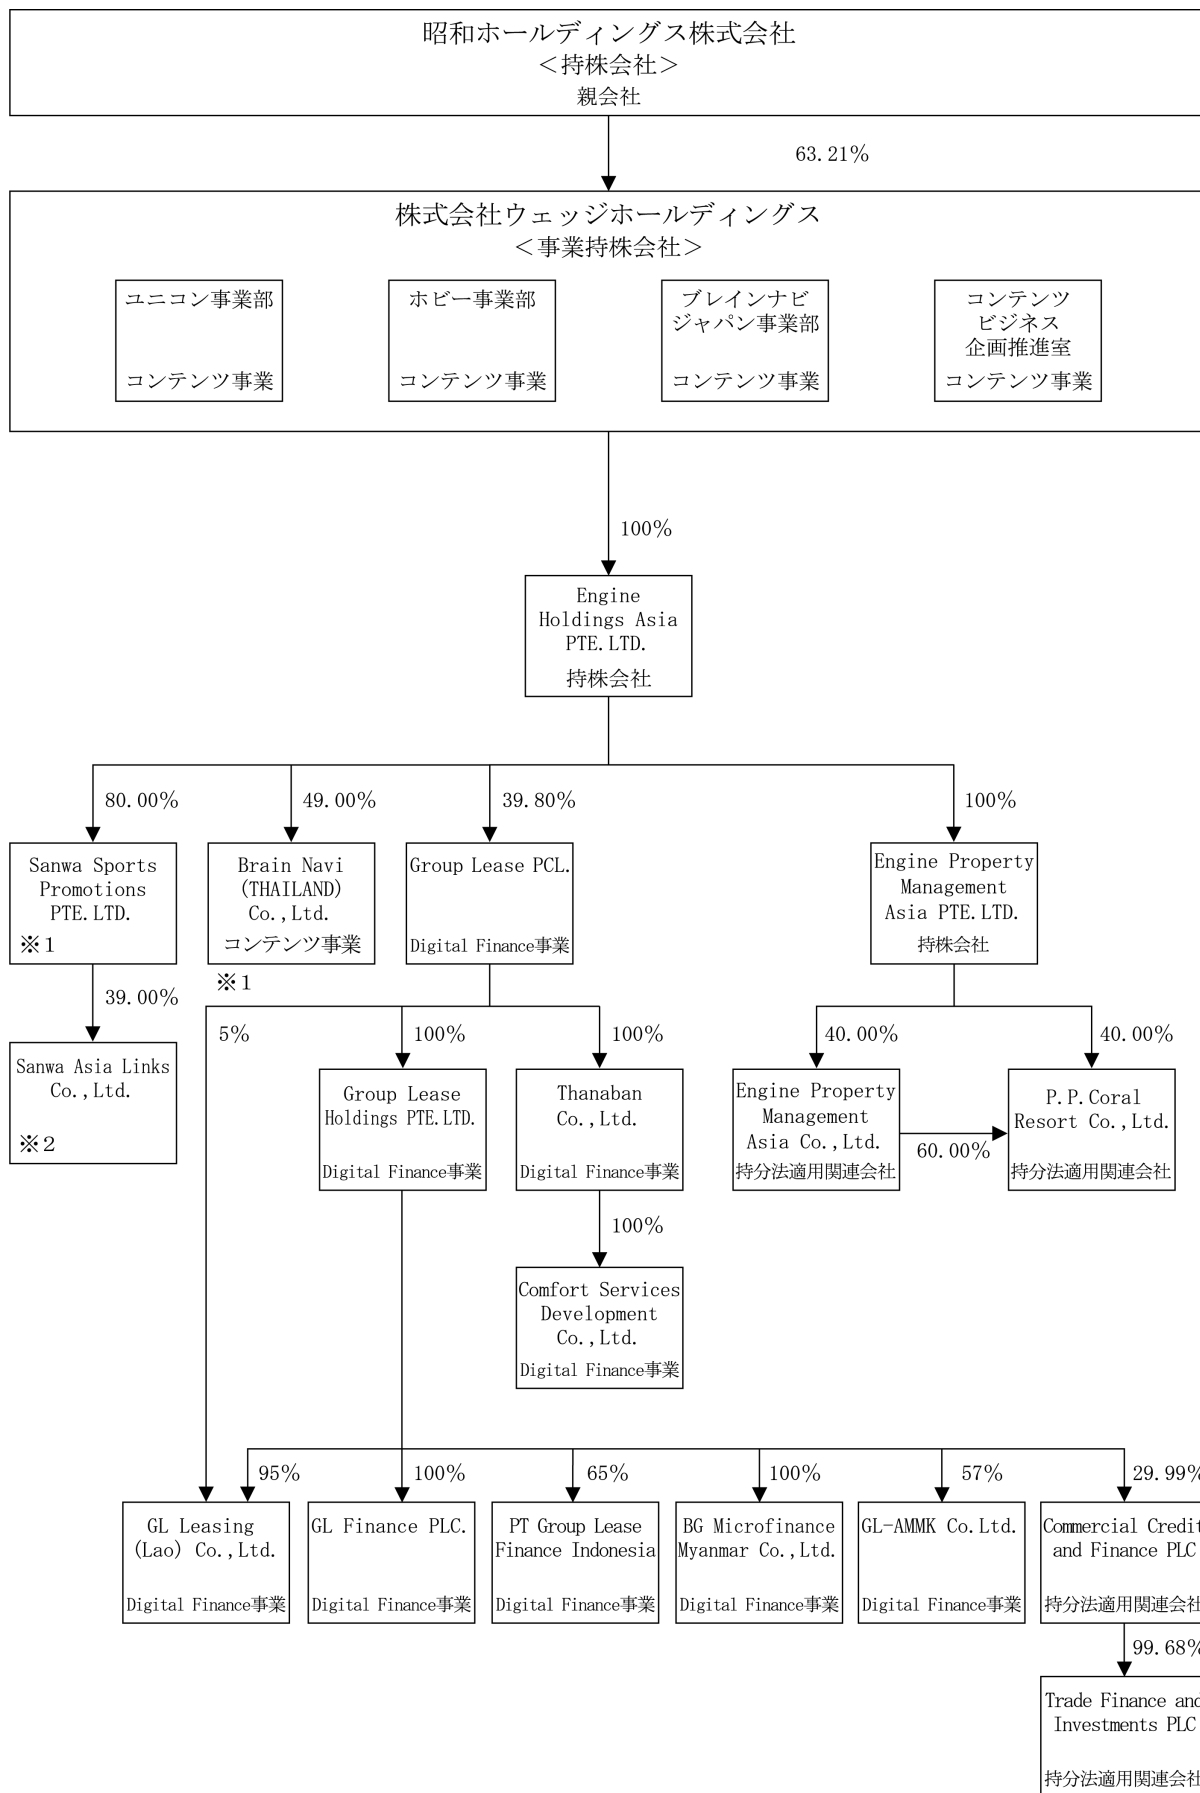 昭和ホールディングス株式会社
＜持株会社＞
親会社
63.21%
株式会社ウェッジホールディングス
＜事業持株会社＞
ユニコン事業部
コンテンツ事業
ホビー事業部
コンテンツ事業
ブレインナビ
ジャパン事業部
コンテンツ事業
コンテンツ
ビジネス
企画推進室
コンテンツ事業
100%
Engine
Holdings Asia
PTE.LTD.
持株会社
80.00%
49.00%
39.80%
100%
Sanwa Sports
Promotions
PTE.LTD.
※1
Brain Navi
(THAILAND)
Co.,Ltd.
コンテンツ事業
※1
Group Lease PCL.
Digital Finance事業
Engine Property
Management
Asia PTE.LTD.
持株会社
39.00%
5%
100%
100%
40.00%
40.00%
Sanwa Asia Links
Co.,Ltd.
※2
Group Lease
Holdings PTE.LTD.
Digital Finance事業
Thanaban
Co.,Ltd.
Digital Finance事業
Engine Property
Management
Asia Co.,Ltd.
持分法適用関連会社
60.00%
P.P.Coral
Resort Co.,Ltd.
持分法適用関連会社
100%
Comfort Services
Development
Co.,Ltd.
Digital Finance事業
95%
100%
65%
100%
57%
29.99%
GL Leasing
(Lao) Co.,Ltd.
Digital Finance事業
GL Finance PLC.
Digital Finance事業
PT Group Lease
Finance Indonesia
Digital Finance事業
BG Microfinance
Myanmar Co.,Ltd.
Digital Finance事業
GL-AMMK Co.Ltd.
Digital Finance事業
Commercial Credit
and Finance PLC
持分法適用関連会社
99.68%
Trade Finance and
Investments PLC
持分法適用関連会社